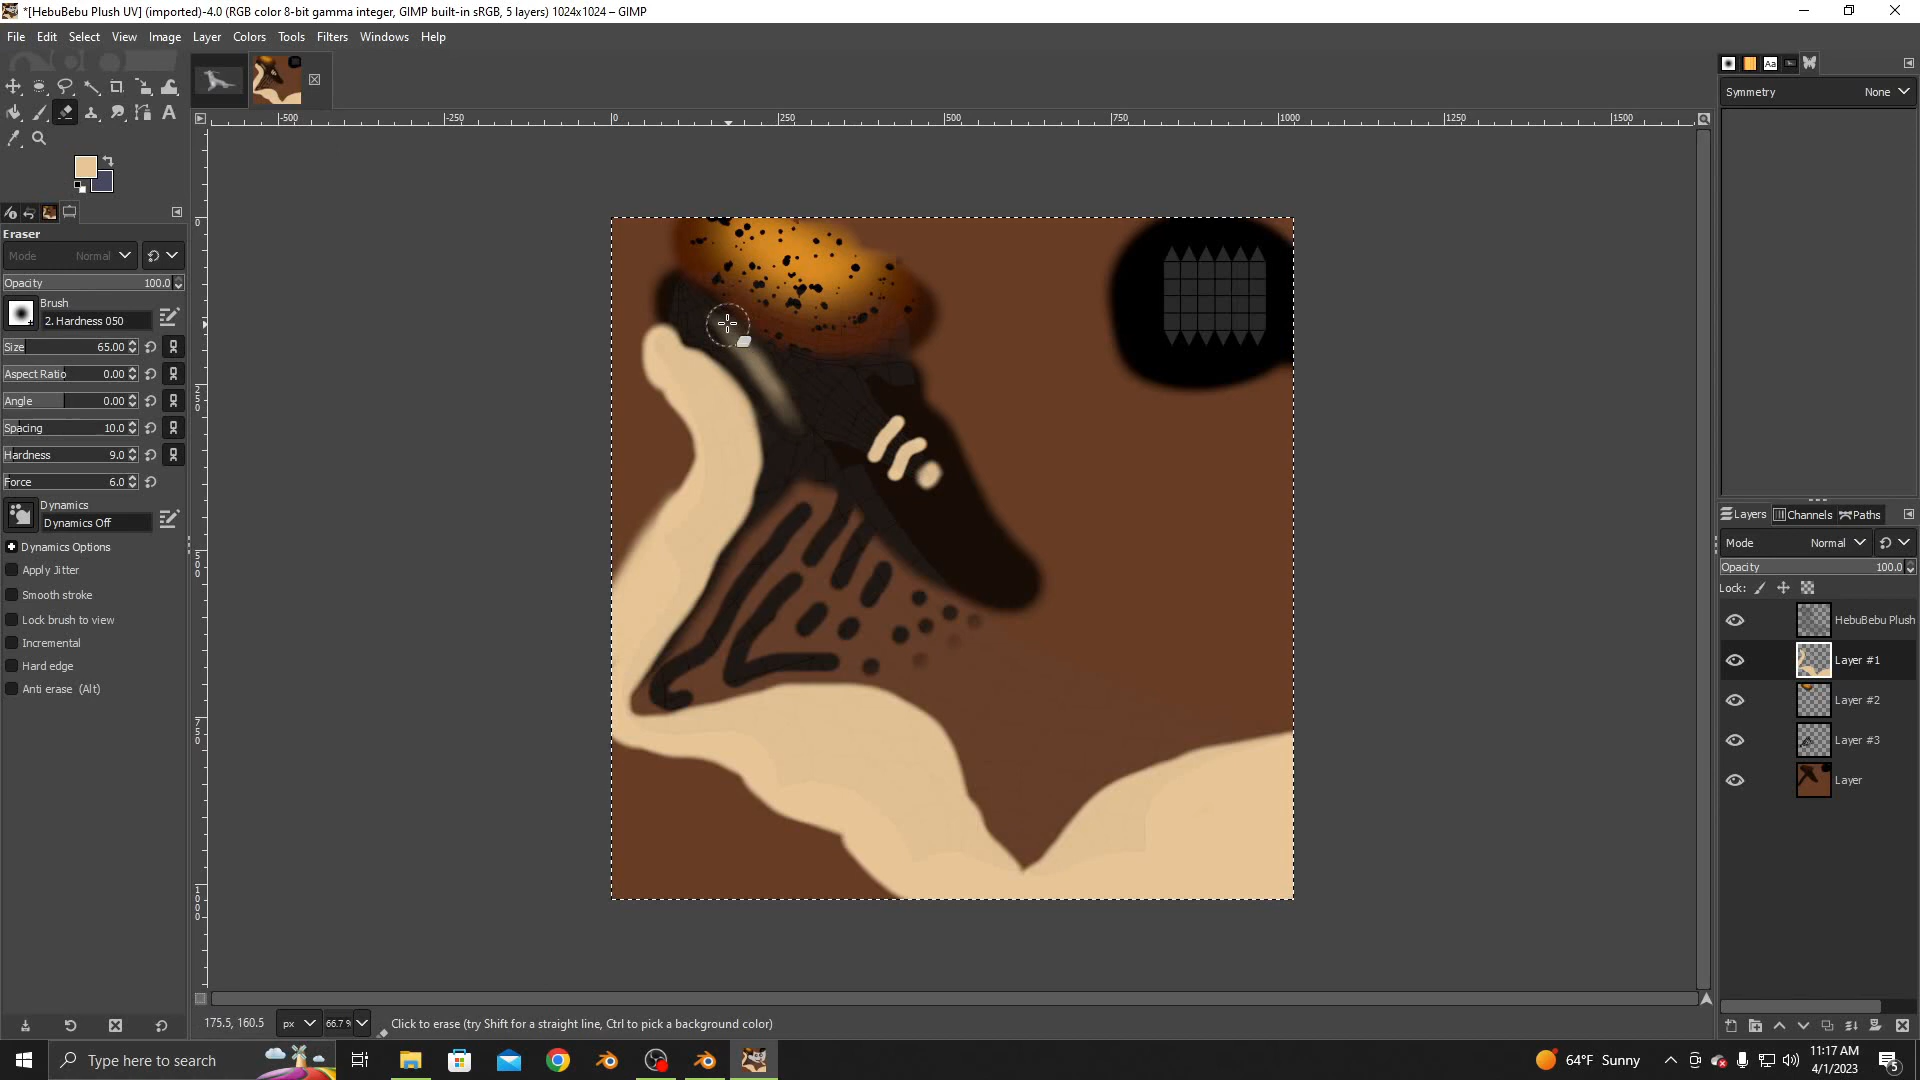 *[HebuBebu Plush UV] (imported)-4.0 (RGB color 8-bit gamma integer, GIMP built-in sRGB, 5 layers) 1024x1024 – GIMP
File Edit Select View Image Layer Colors Tools Filters Windows Help
Eraser
Mode Normal
Opacity 100.0
Brush
2. Hardness 050
Size 65.00
Aspect Ratio 0.00
Angle 0.00
Spacing 10.0
Hardness 9.0
Force 6.0
Dynamics
Dynamics Off
Dynamics Options
Apply Jitter
Smooth stroke
Lock brush to view
Incremental
Hard edge
Anti erase (Alt)
-500 -250 0 250 500 750 1000 1250 1500
0
250
500
750
1000
175.5, 160.5 px 66.7 % Click to erase (try Shift for a straight line, Ctrl to pick a background color)
Aa
Symmetry None
Layers Channels Paths
Mode Normal
Opacity 100.0
Lock:
HebuBebu Plush
Layer #1
Layer #2
Layer #3
Layer
Type here to search
64°F Sunny
11:17 AM
4/1/2023
5